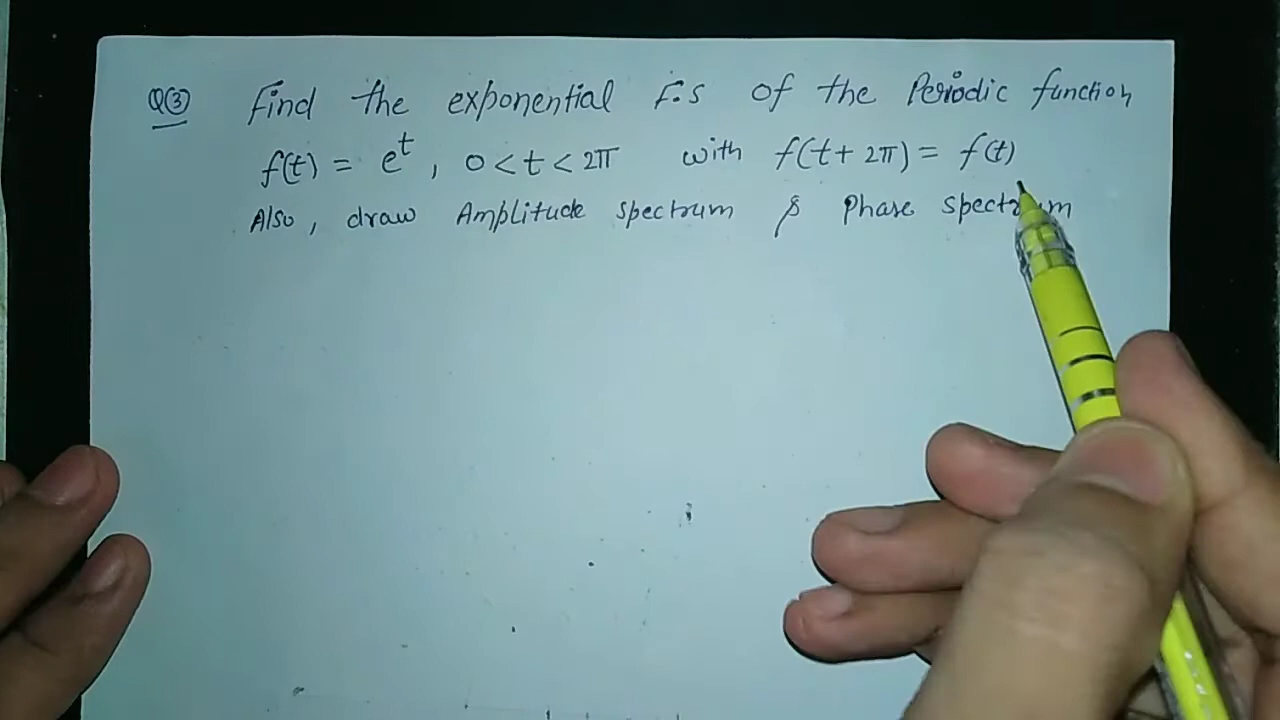 Q③ Find the exponential F.S of the Periodic function
f(t) = e^t , 0 < t < 2π with f(t + 2π) = f(t)
Also , draw Amplitude spectrum & Phase spectrum